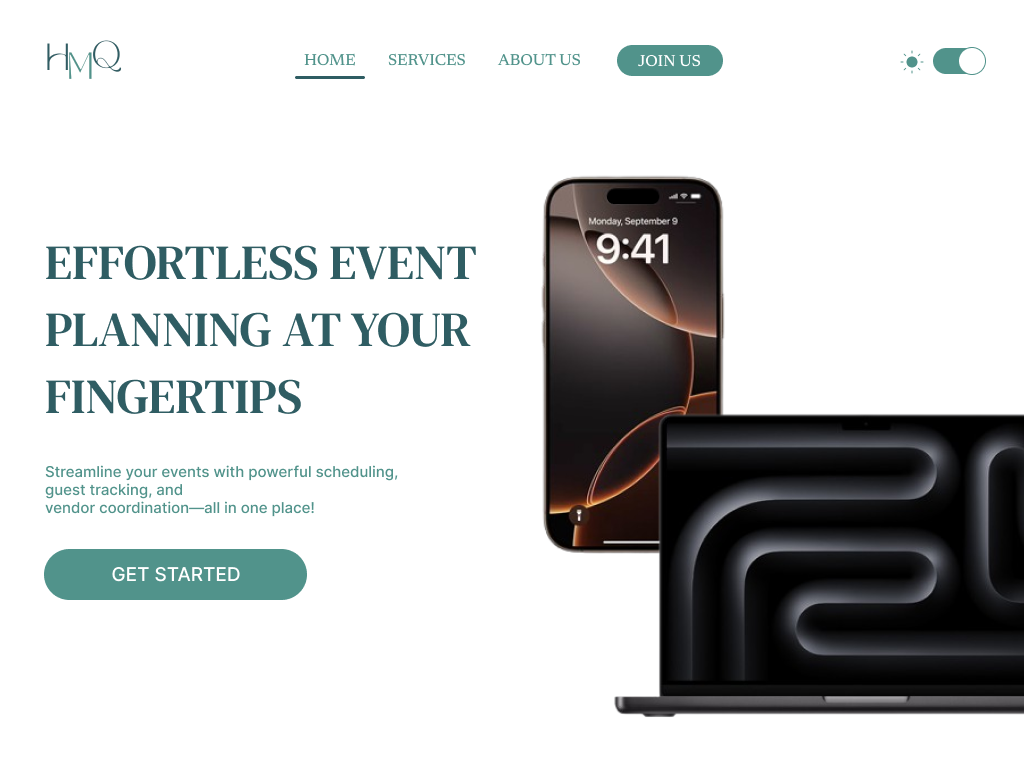 HMQ
HOME SERVICES ABOUT US JOIN US
Monday, September 9
9:41
EFFORTLESS EVENT
PLANNING AT YOUR
FINGERTIPS
Streamline your events with powerful scheduling,
guest tracking, and
vendor coordination—all in one place!
GET STARTED